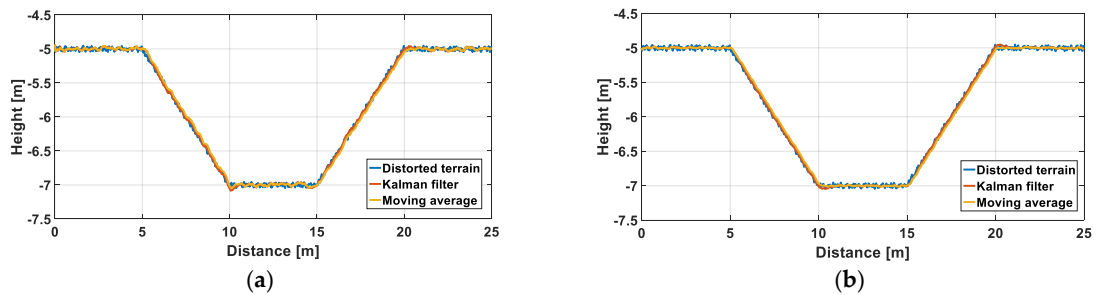 -4.5
-5
-5.5
-6
-6.5
-7
-7.5
Height [m]
0 5 10 15 20 25
Distance [m]
Distorted terrain
Kalman filter
Moving average
(a)
-4.5
-5
-5.5
-6
-6.5
-7
-7.5
Height [m]
0 5 10 15 20 25
Distance [m]
Distorted terrain
Kalman filter
Moving average
(b)